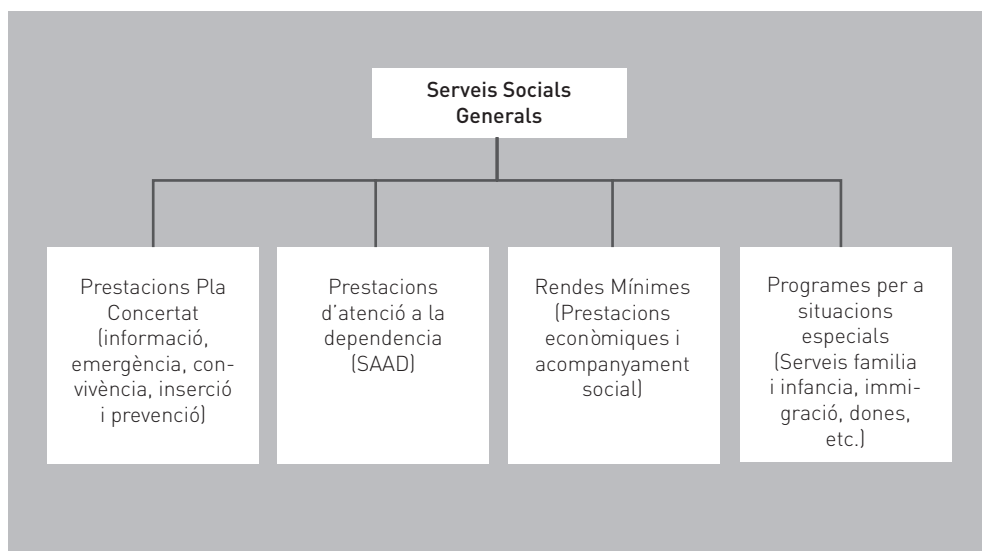 Serveis Socials
Generals
Prestacions Pla
Concertat
(informació,
emergència, con-
vivència, inserció
i prevenció)
Prestacions
d'atenció a la
dependencia
(SAAD)
Rendes Mínimes
(Prestacions
econòmiques i
acompanyament
social)
Programes per a
situacions
especials
(Serveis familia
i infancia, immi-
gració, dones,
etc.)